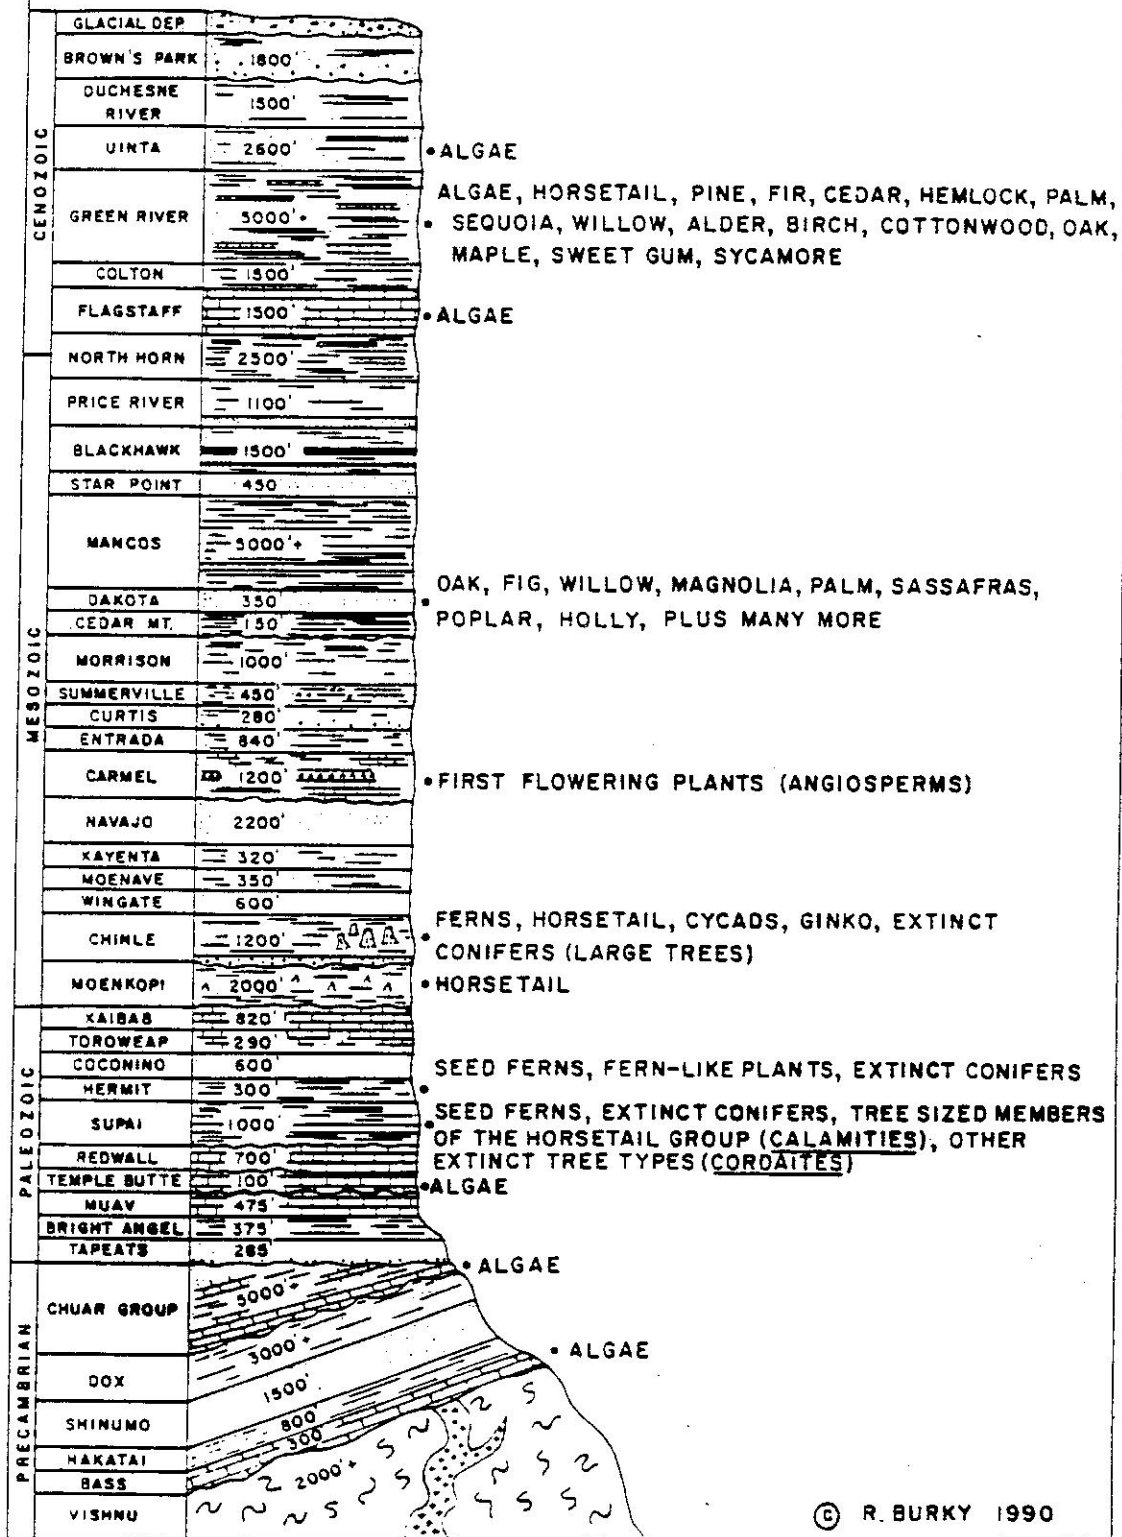 CENOZOIC
GLACIAL DEP.
BROWN'S PARK 1800'
DUCHESNE
RIVER
1500'
UINTA 2600' • ALGAE
GREEN RIVER 5000'+
ALGAE, HORSETAIL, PINE, FIR, CEDAR, HEMLOCK, PALM,
• SEQUOIA, WILLOW, ALDER, BIRCH, COTTONWOOD, OAK,
MAPLE, SWEET GUM, SYCAMORE
COLTON 1500'
FLAGSTAFF 1500' • ALGAE
MESOZOIC
NORTH HORN 2500'
PRICE RIVER 1100'
BLACKHAWK 1500'
STAR POINT 450
MANCOS 5000'+
DAKOTA 350
• OAK, FIG, WILLOW, MAGNOLIA, PALM, SASSAFRAS,
POPLAR, HOLLY, PLUS MANY MORE
CEDAR MT. 150'
MORRISON 1000'
SUMMERVILLE 450'
CURTIS 280'
ENTRADA 840'
CARMEL 1200' • FIRST FLOWERING PLANTS (ANGIOSPERMS)
NAVAJO 2200'
KAYENTA 320'
MOENAVE 350'
WINGATE 600'
CHINLE 1200'
• FERNS, HORSETAIL, CYCADS, GINKO, EXTINCT
CONIFERS (LARGE TREES)
MOENKOPI 2000' • HORSETAIL
PALEOZOIC
KAIBAB 820'
TOROWEAP 290'
COCONINO 600'
HERMIT 300' • SEED FERNS, FERN-LIKE PLANTS, EXTINCT CONIFERS
SUPAI 1000'
• SEED FERNS, EXTINCT CONIFERS, TREE SIZED MEMBERS
OF THE HORSETAIL GROUP (CALAMITIES), OTHER
EXTINCT TREE TYPES (CORDAITES)
REDWALL 700'
TEMPLE BUTTE 100' • ALGAE
MUAV 475'
BRIGHT ANGEL 375'
TAPEATS 285'
PRECAMBRIAN
• ALGAE
CHUAR GROUP 5000'+
3000'+
• ALGAE
DOX 1500'
SHINUMO 800'
HAKATAI 300'
BASS 2000'+
VISHNU
© R. BURKY 1990